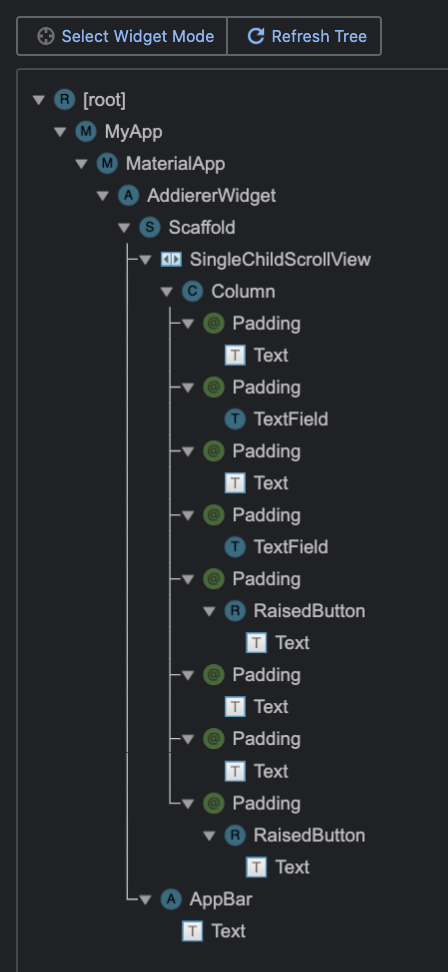 Select Widget Mode Refresh Tree
R [root]
M MyApp
M MaterialApp
A AddiererWidget
S Scaffold
SingleChildScrollView
C Column
@ Padding
T Text
@ Padding
T TextField
@ Padding
T Text
@ Padding
T TextField
@ Padding
R RaisedButton
T Text
@ Padding
T Text
@ Padding
T Text
@ Padding
R RaisedButton
T Text
A AppBar
T Text